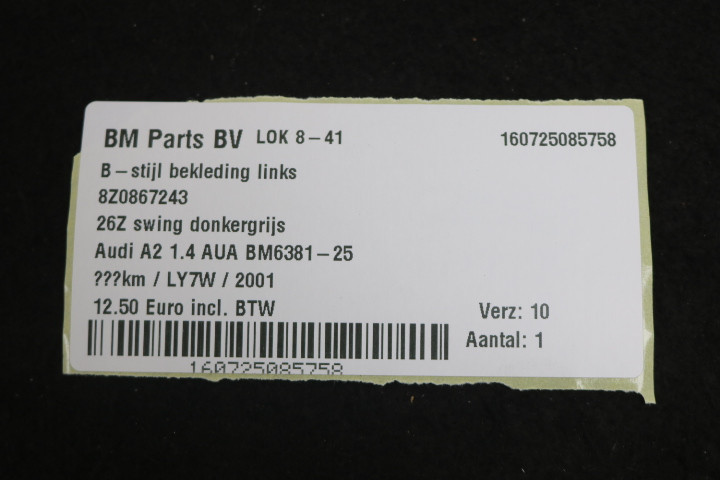 BM Parts BV LOK 8-41 160725085758
B-stijl bekleding links
8Z0867243
26Z swing donkergrijs
Audi A2 1.4 AUA BM6381-25
???km / LY7W / 2001
12.50 Euro incl. BTW Verz: 10
Aantal: 1
160725085758